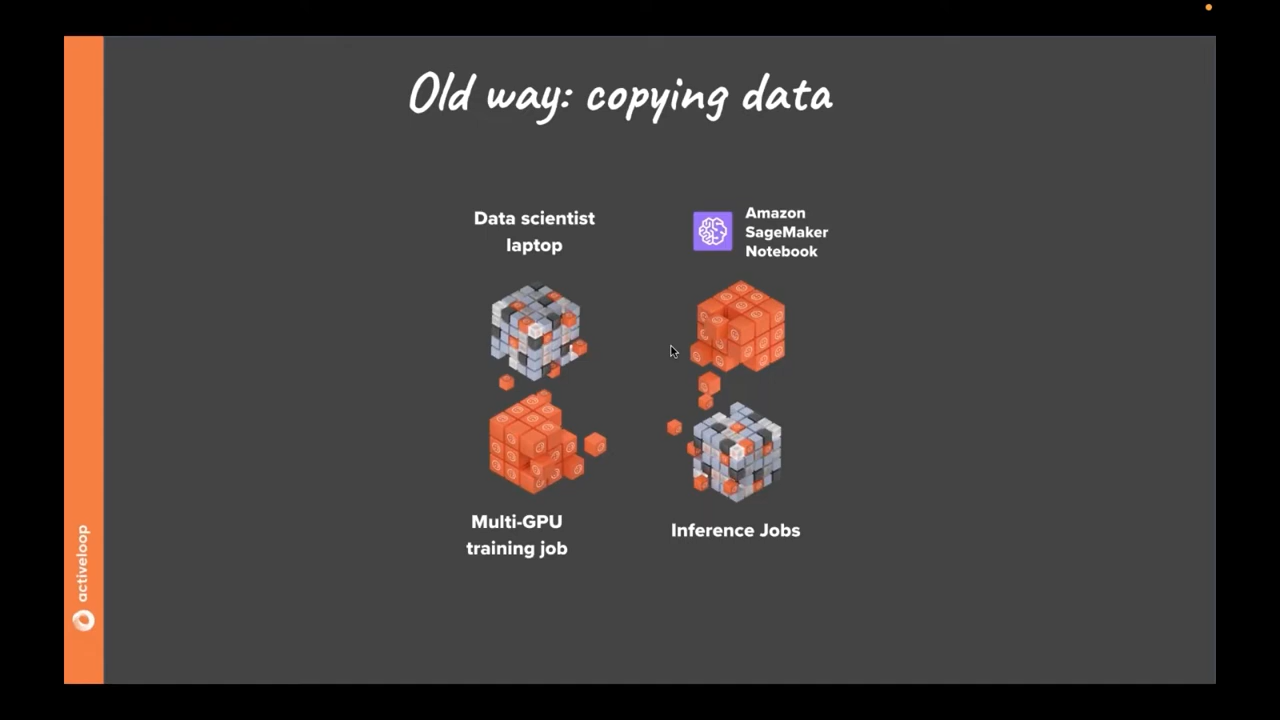 Old way: copying data
Data scientist
laptop
Amazon
SageMaker
Notebook
Multi-GPU
training job
Inference Jobs
activeloop